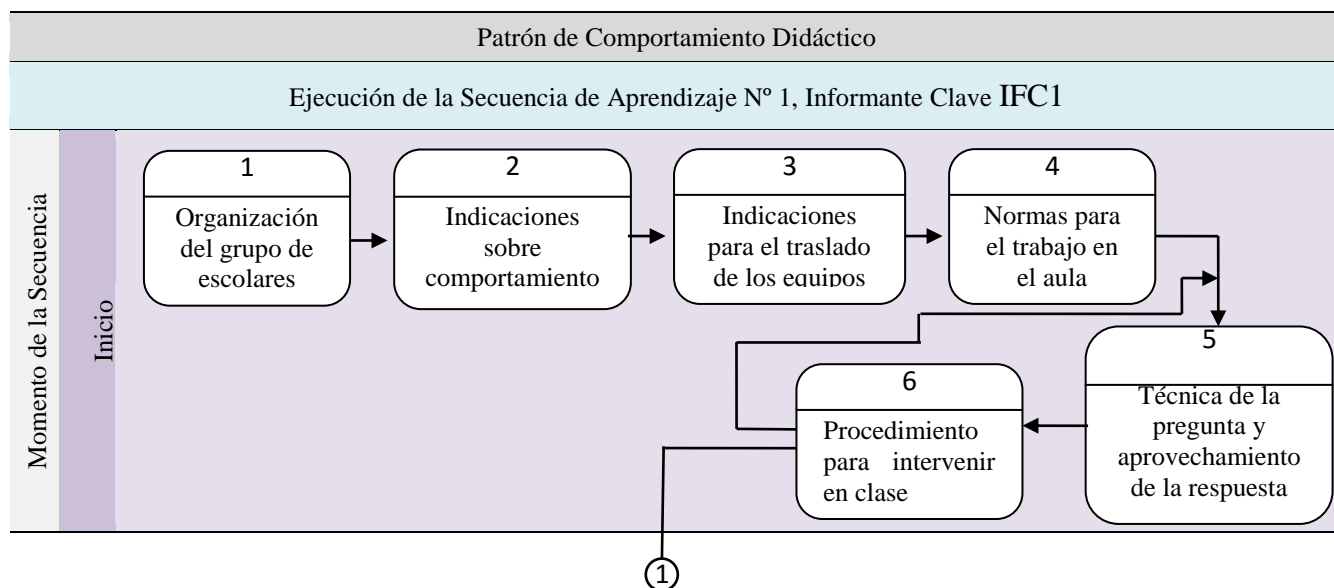 Patrón de Comportamiento Didáctico
Ejecución de la Secuencia de Aprendizaje Nº 1, Informante Clave IFC1
Momento de la Secuencia
Inicio
1
Organización
del grupo de
escolares
2
Indicaciones
sobre
comportamiento
3
Indicaciones
para el traslado
de los equipos
4
Normas para
el trabajo en
el aula
5
Técnica de la
pregunta y
aprovechamiento
de la respuesta
6
Procedimiento
para intervenir
en clase
1